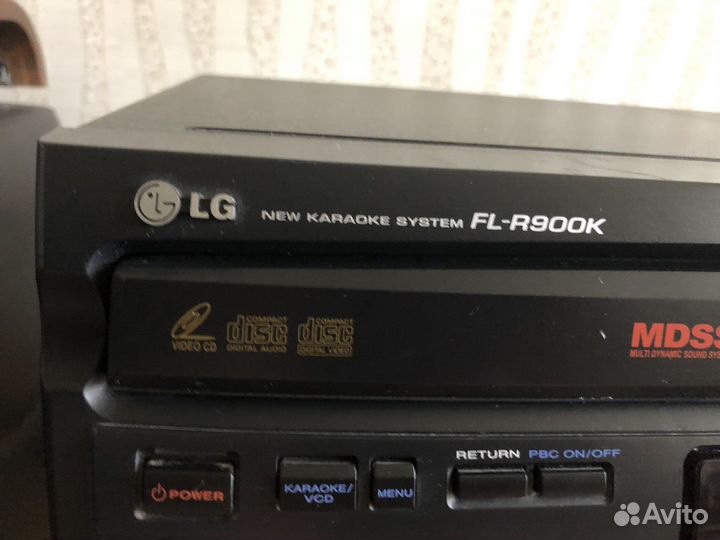 LG NEW KARAOKE SYSTEM FL-R900K
VIDEO CD
COMPACT disc DIGITAL AUDIO
COMPACT disc DIGITAL VIDEO
MDSS
MULTI DYNAMIC SOUND
RETURN PBC ON/OFF
POWER
KARAOKE/
VCD
MENU
Avito